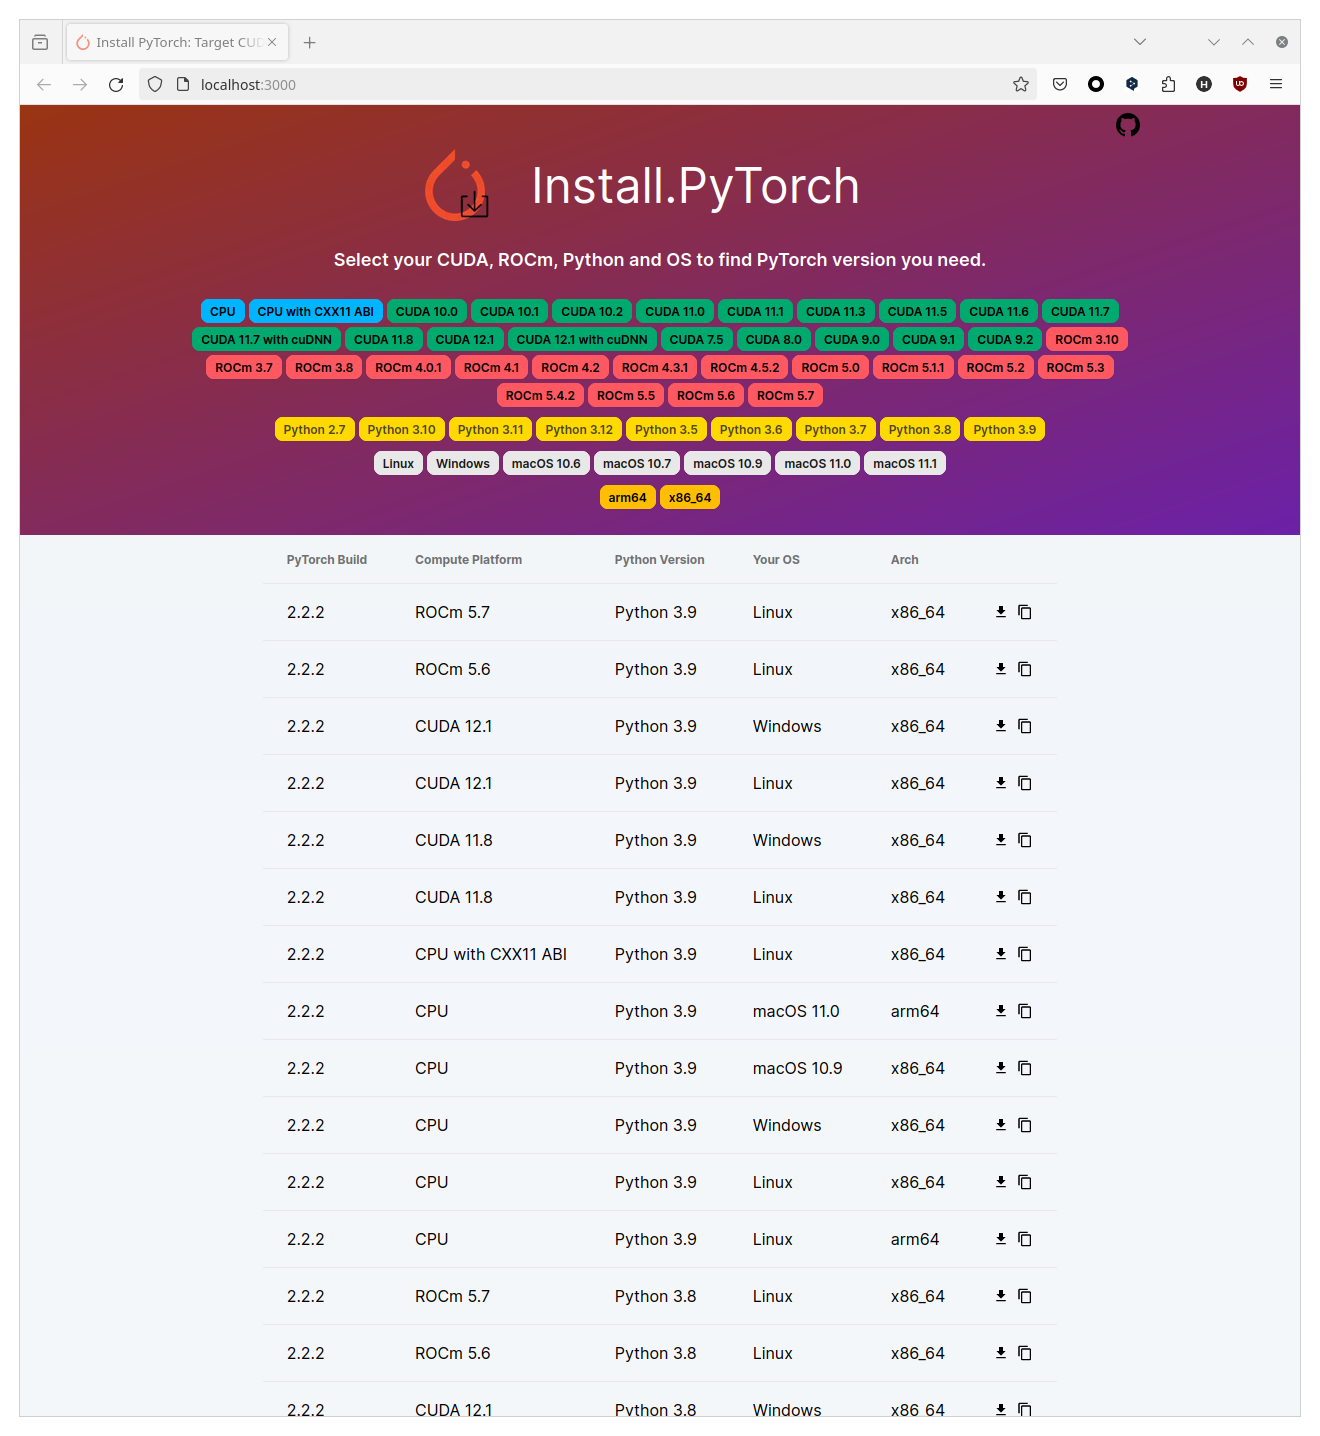 Install PyTorch: Target CUD
localhost:3000
Install.PyTorch
Select your CUDA, ROCm, Python and OS to find PyTorch version you need.
CPU CPU with CXX11 ABI CUDA 10.0 CUDA 10.1 CUDA 10.2 CUDA 11.0 CUDA 11.1 CUDA 11.3 CUDA 11.5 CUDA 11.6 CUDA 11.7
CUDA 11.7 with cuDNN CUDA 11.8 CUDA 12.1 CUDA 12.1 with cuDNN CUDA 7.5 CUDA 8.0 CUDA 9.0 CUDA 9.1 CUDA 9.2 ROCm 3.10
ROCm 3.7 ROCm 3.8 ROCm 4.0.1 ROCm 4.1 ROCm 4.2 ROCm 4.3.1 ROCm 4.5.2 ROCm 5.0 ROCm 5.1.1 ROCm 5.2 ROCm 5.3
ROCm 5.4.2 ROCm 5.5 ROCm 5.6 ROCm 5.7
Python 2.7 Python 3.10 Python 3.11 Python 3.12 Python 3.5 Python 3.6 Python 3.7 Python 3.8 Python 3.9
Linux Windows macOS 10.6 macOS 10.7 macOS 10.9 macOS 11.0 macOS 11.1
arm64 x86_64
PyTorch Build Compute Platform Python Version Your OS Arch
2.2.2 ROCm 5.7 Python 3.9 Linux x86_64
2.2.2 ROCm 5.6 Python 3.9 Linux x86_64
2.2.2 CUDA 12.1 Python 3.9 Windows x86_64
2.2.2 CUDA 12.1 Python 3.9 Linux x86_64
2.2.2 CUDA 11.8 Python 3.9 Windows x86_64
2.2.2 CUDA 11.8 Python 3.9 Linux x86_64
2.2.2 CPU with CXX11 ABI Python 3.9 Linux x86_64
2.2.2 CPU Python 3.9 macOS 11.0 arm64
2.2.2 CPU Python 3.9 macOS 10.9 x86_64
2.2.2 CPU Python 3.9 Windows x86_64
2.2.2 CPU Python 3.9 Linux x86_64
2.2.2 CPU Python 3.9 Linux arm64
2.2.2 ROCm 5.7 Python 3.8 Linux x86_64
2.2.2 ROCm 5.6 Python 3.8 Linux x86_64
2.2.2 CUDA 12.1 Python 3.8 Windows x86_64